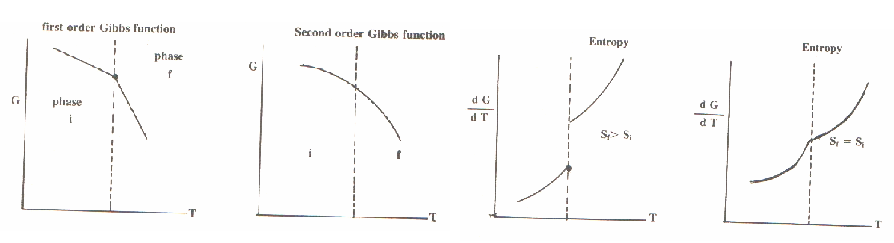 first order Gibbs function
phase
f
G
phase
i
T
Second order Gibbs function
G
i
f
T
Entropy
d G
d T
Sf> Si
T
Entropy
d G
d T
Sf = Si
T